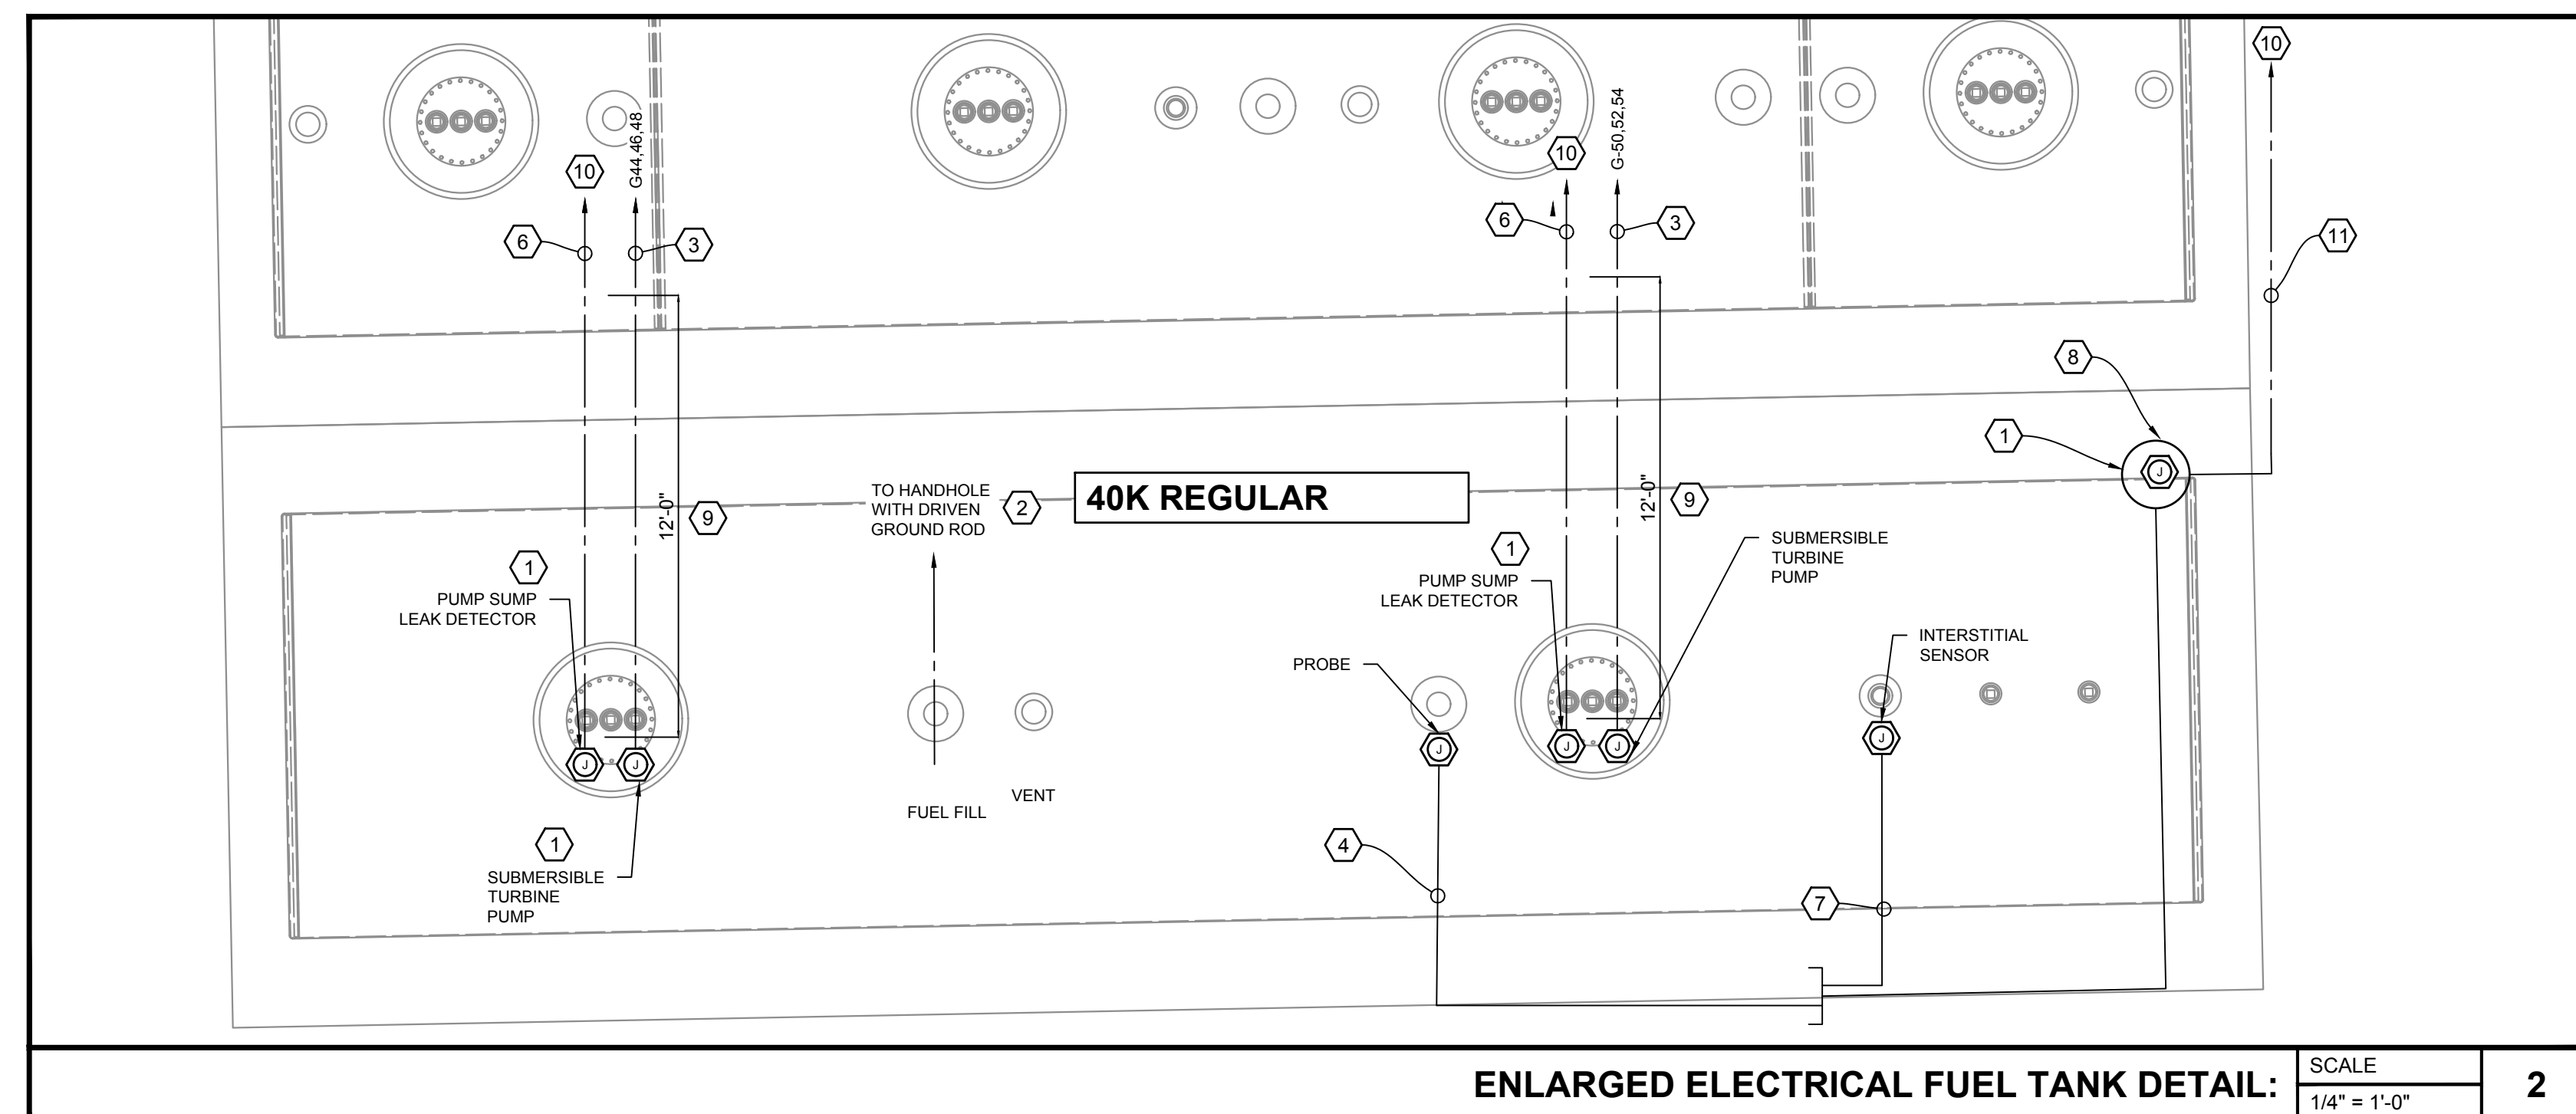 10
10
G44,46,48
10
G-50,52,54
6
3
6
3
11
8
1
12'-0"
9
TO HANDHOLE
WITH DRIVEN
GROUND ROD
2
40K REGULAR
12'-0"
9
1
PUMP SUMP
LEAK DETECTOR
1
PUMP SUMP
LEAK DETECTOR
SUBMERSIBLE
TURBINE
PUMP
J
PROBE
INTERSTITIAL
SENSOR
J
J
J
J
J
J
FUEL FILL
VENT
1
SUBMERSIBLE
TURBINE
PUMP
4
7
ENLARGED ELECTRICAL FUEL TANK DETAIL:
SCALE
1/4" = 1'-0"
2